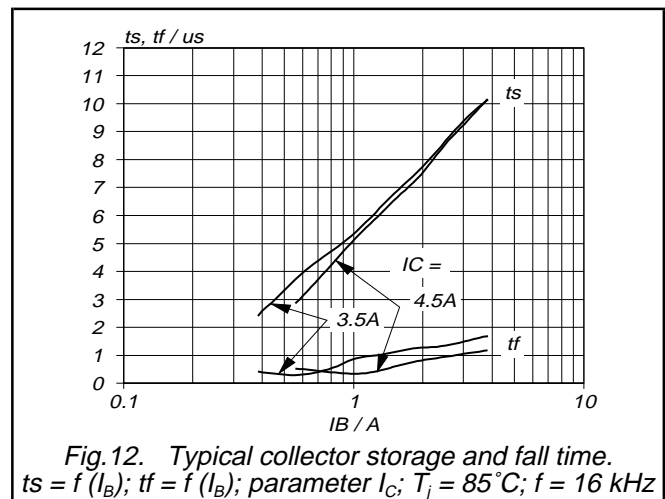 ts, tf / us
12
11
10
9
8
7
6
5
4
3
2
1
0
ts
IC =
4.5A
3.5A
tf
0.1 1 10
IB / A
Fig.12. Typical collector storage and fall time.
ts = f (IB); tf = f (IB); parameter IC; Tj = 85˚C; f = 16 kHz